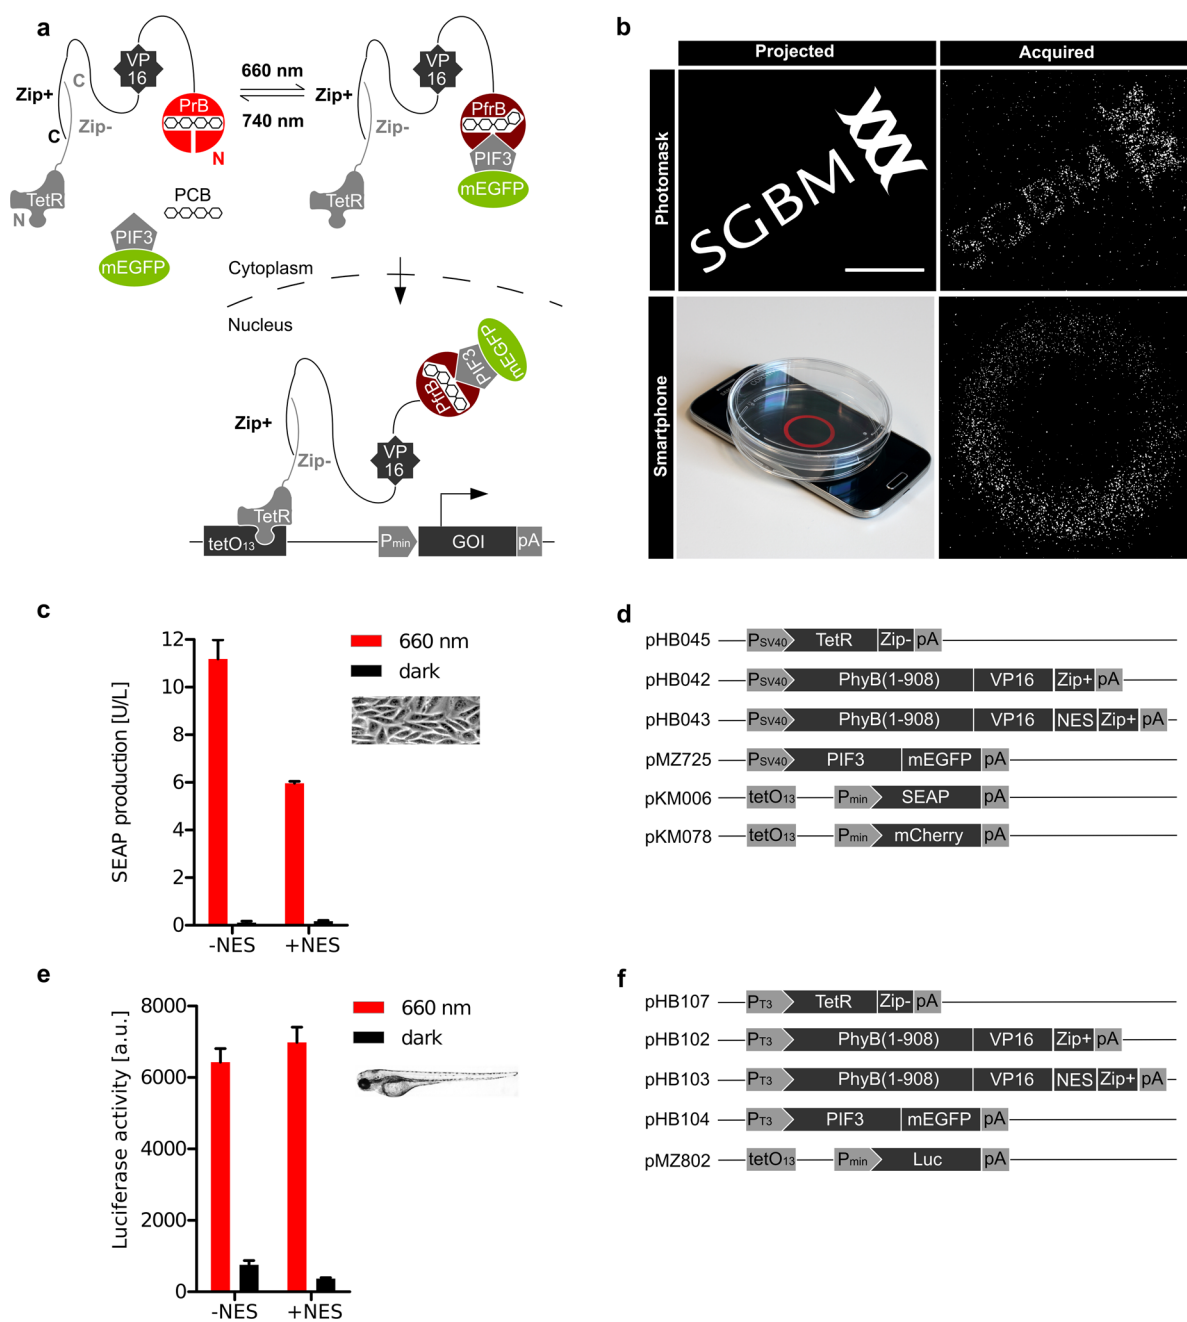 a
VP
16
Zip+
C
C
Zip-
PrB
N
TetR
N
PIF3
mEGFP
PCB
660 nm
740 nm
VP
16
Zip+
Zip-
TetR
PfrB
PIF3
mEGFP
Cytoplasm
Nucleus
Zip+
Zip-
VP
16
PfrB
PIF3
mEGFP
TetR
tetO13
Pmin
GOI
pA
b
Projected
Acquired
Photomask
SGBM
SGBM
Smartphone
c
SEAP production [U/L]
12
10
8
6
4
2
0
-NES
+NES
660 nm
dark
d
pHB045 PSV40 TetR Zip- pA
pHB042 PSV40 PhyB(1-908) VP16 Zip+ pA
pHB043 PSV40 PhyB(1-908) VP16 NES Zip+ pA
pMZ725 PSV40 PIF3 mEGFP pA
pKM006 tetO13 Pmin SEAP pA
pKM078 tetO13 Pmin mCherry pA
e
Luciferase activity [a.u.]
8000
6000
4000
2000
0
-NES
+NES
660 nm
dark
f
pHB107 PT3 TetR Zip- pA
pHB102 PT3 PhyB(1-908) VP16 Zip+ pA
pHB103 PT3 PhyB(1-908) VP16 NES Zip+ pA
pHB104 PT3 PIF3 mEGFP pA
pMZ802 tetO13 Pmin Luc pA